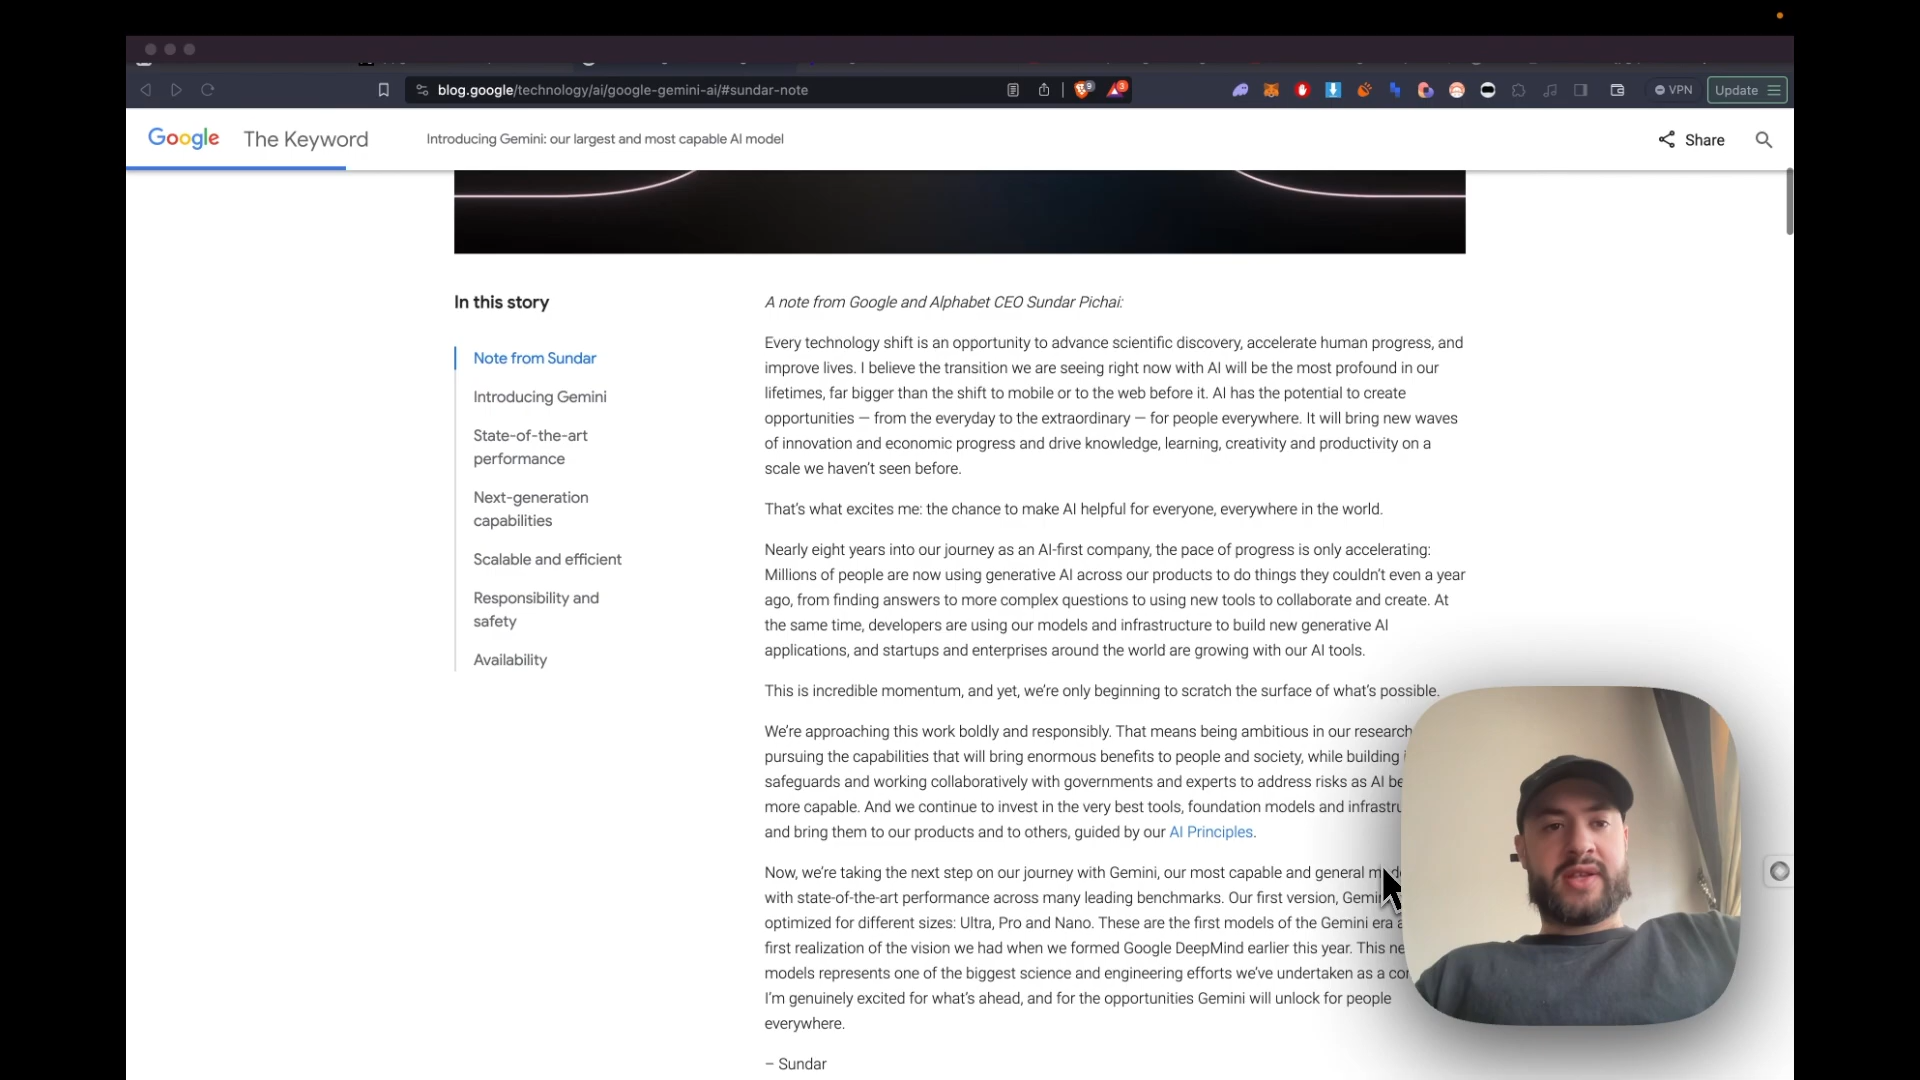 blog.google/technology/ai/google-gemini-ai/#sundar-note
VPN
Update
Google The Keyword
Introducing Gemini: our largest and most capable AI model
Share
In this story
Note from Sundar
Introducing Gemini
State-of-the-art
performance
Next-generation
capabilities
Scalable and efficient
Responsibility and
safety
Availability
A note from Google and Alphabet CEO Sundar Pichai:
Every technology shift is an opportunity to advance scientific discovery, accelerate human progress, and
improve lives. I believe the transition we are seeing right now with AI will be the most profound in our
lifetimes, far bigger than the shift to mobile or to the web before it. AI has the potential to create
opportunities — from the everyday to the extraordinary — for people everywhere. It will bring new waves
of innovation and economic progress and drive knowledge, learning, creativity and productivity on a
scale we haven't seen before.
That's what excites me: the chance to make AI helpful for everyone, everywhere in the world.
Nearly eight years into our journey as an AI-first company, the pace of progress is only accelerating:
Millions of people are now using generative AI across our products to do things they couldn't even a year
ago, from finding answers to more complex questions to using new tools to collaborate and create. At
the same time, developers are using our models and infrastructure to build new generative AI
applications, and startups and enterprises around the world are growing with our AI tools.
This is incredible momentum, and yet, we're only beginning to scratch the surface of what's possible.
We're approaching this work boldly and responsibly. That means being ambitious in our research
pursuing the capabilities that will bring enormous benefits to people and society, while building
safeguards and working collaboratively with governments and experts to address risks as AI be
more capable. And we continue to invest in the very best tools, foundation models and infrastru
and bring them to our products and to others, guided by our AI Principles.
Now, we're taking the next step on our journey with Gemini, our most capable and general m
with state-of-the-art performance across many leading benchmarks. Our first version, Gemi
optimized for different sizes: Ultra, Pro and Nano. These are the first models of the Gemini era
first realization of the vision we had when we formed Google DeepMind earlier this year. This ne
models represents one of the biggest science and engineering efforts we've undertaken as a co
I'm genuinely excited for what's ahead, and for the opportunities Gemini will unlock for people
everywhere.
– Sundar